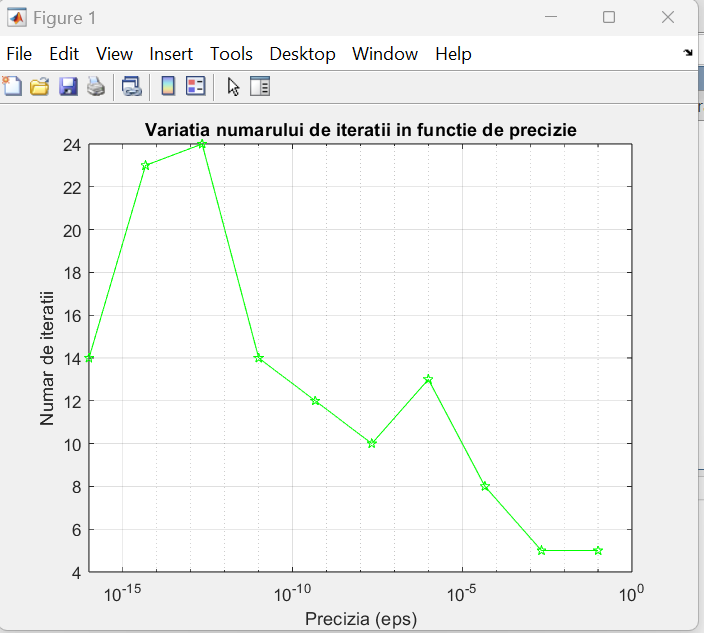 Figure 1
File Edit View Insert Tools Desktop Window Help
Variatia numarului de iteratii in functie de precizie
24
22
20
18
16
14
12
10
8
6
4
Numar de iteratii
10^-15 10^-10 10^-5 10^0
Precizia (eps)